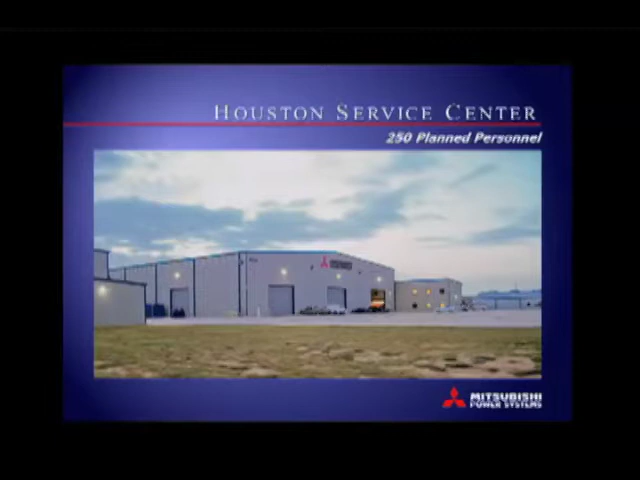 HOUSTON SERVICE CENTER
250 Planned Personnel
MITSUBISHI
POWER SYSTEMS